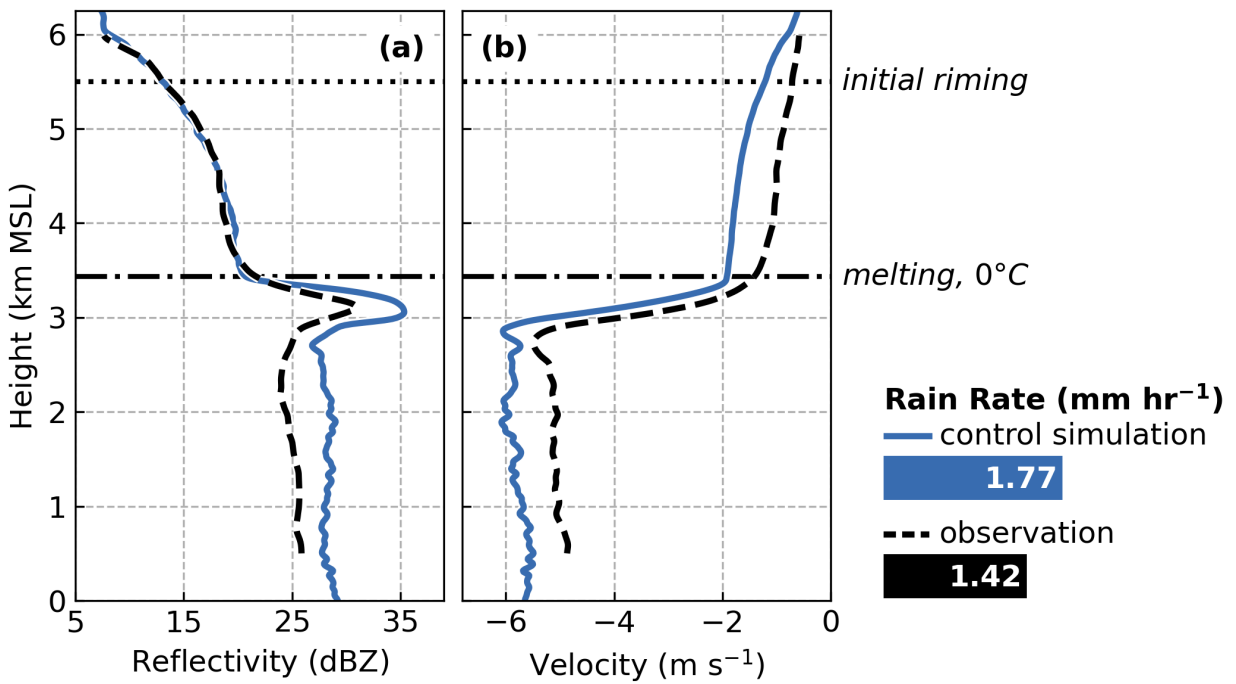 (a)
(b)
6
5
4
3
2
1
0
Height (km MSL)
5 15 25 35
Reflectivity (dBZ)
−6 −4 −2 0
Velocity (m s⁻¹)
initial riming
melting, 0°C
Rain Rate (mm hr⁻¹)
control simulation
1.77
observation
1.42